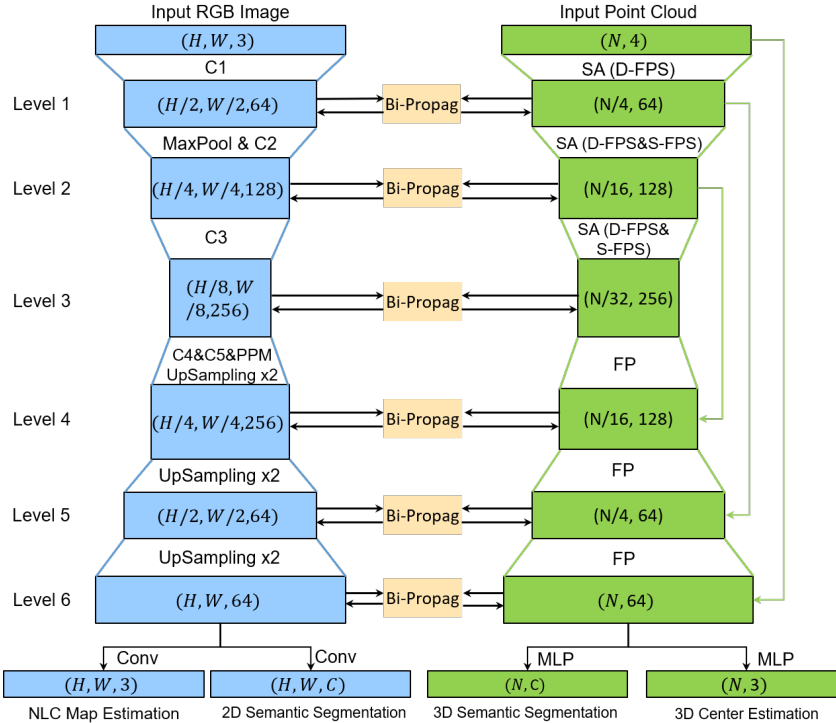 Input RGB Image
Input Point Cloud
(H, W, 3)
(N, 4)
C1
SA (D-FPS)
Level 1
(H/2, W/2,64)
Bi-Propag
(N/4, 64)
MaxPool & C2
SA (D-FPS&S-FPS)
Level 2
(H/4, W/4,128)
Bi-Propag
(N/16, 128)
C3
SA (D-FPS&
S-FPS)
Level 3
(H/8, W
/8,256)
Bi-Propag
(N/32, 256)
C4&C5&PPM
UpSampling x2
FP
Level 4
(H/4, W/4,256)
Bi-Propag
(N/16, 128)
UpSampling x2
FP
Level 5
(H/2, W/2,64)
Bi-Propag
(N/4, 64)
UpSampling x2
FP
Level 6
(H, W, 64)
Bi-Propag
(N, 64)
Conv
Conv
MLP
MLP
(H, W, 3)
(H, W, C)
(N, C)
(N, 3)
NLC Map Estimation
2D Semantic Segmentation
3D Semantic Segmentation
3D Center Estimation